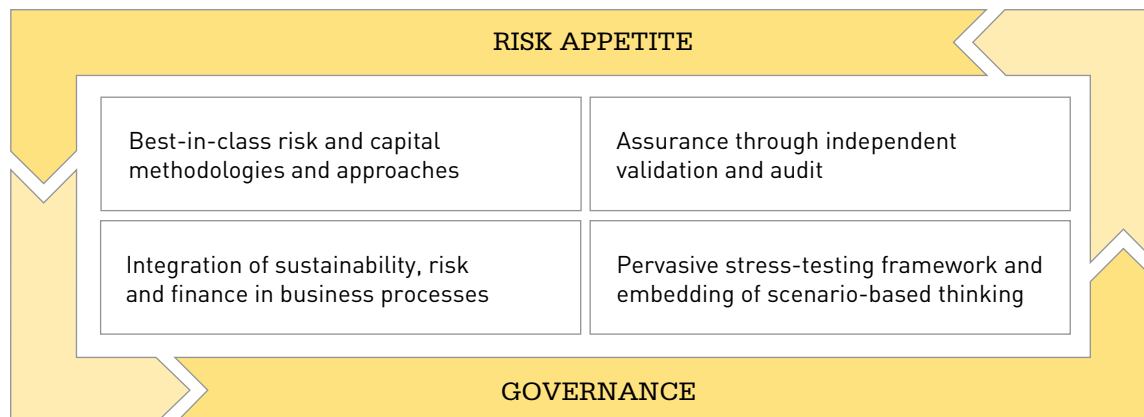 RISK APPETITE
Best-in-class risk and capital
methodologies and approaches
Assurance through independent
validation and audit
Integration of sustainability, risk
and finance in business processes
Pervasive stress-testing framework and
embedding of scenario-based thinking
GOVERNANCE